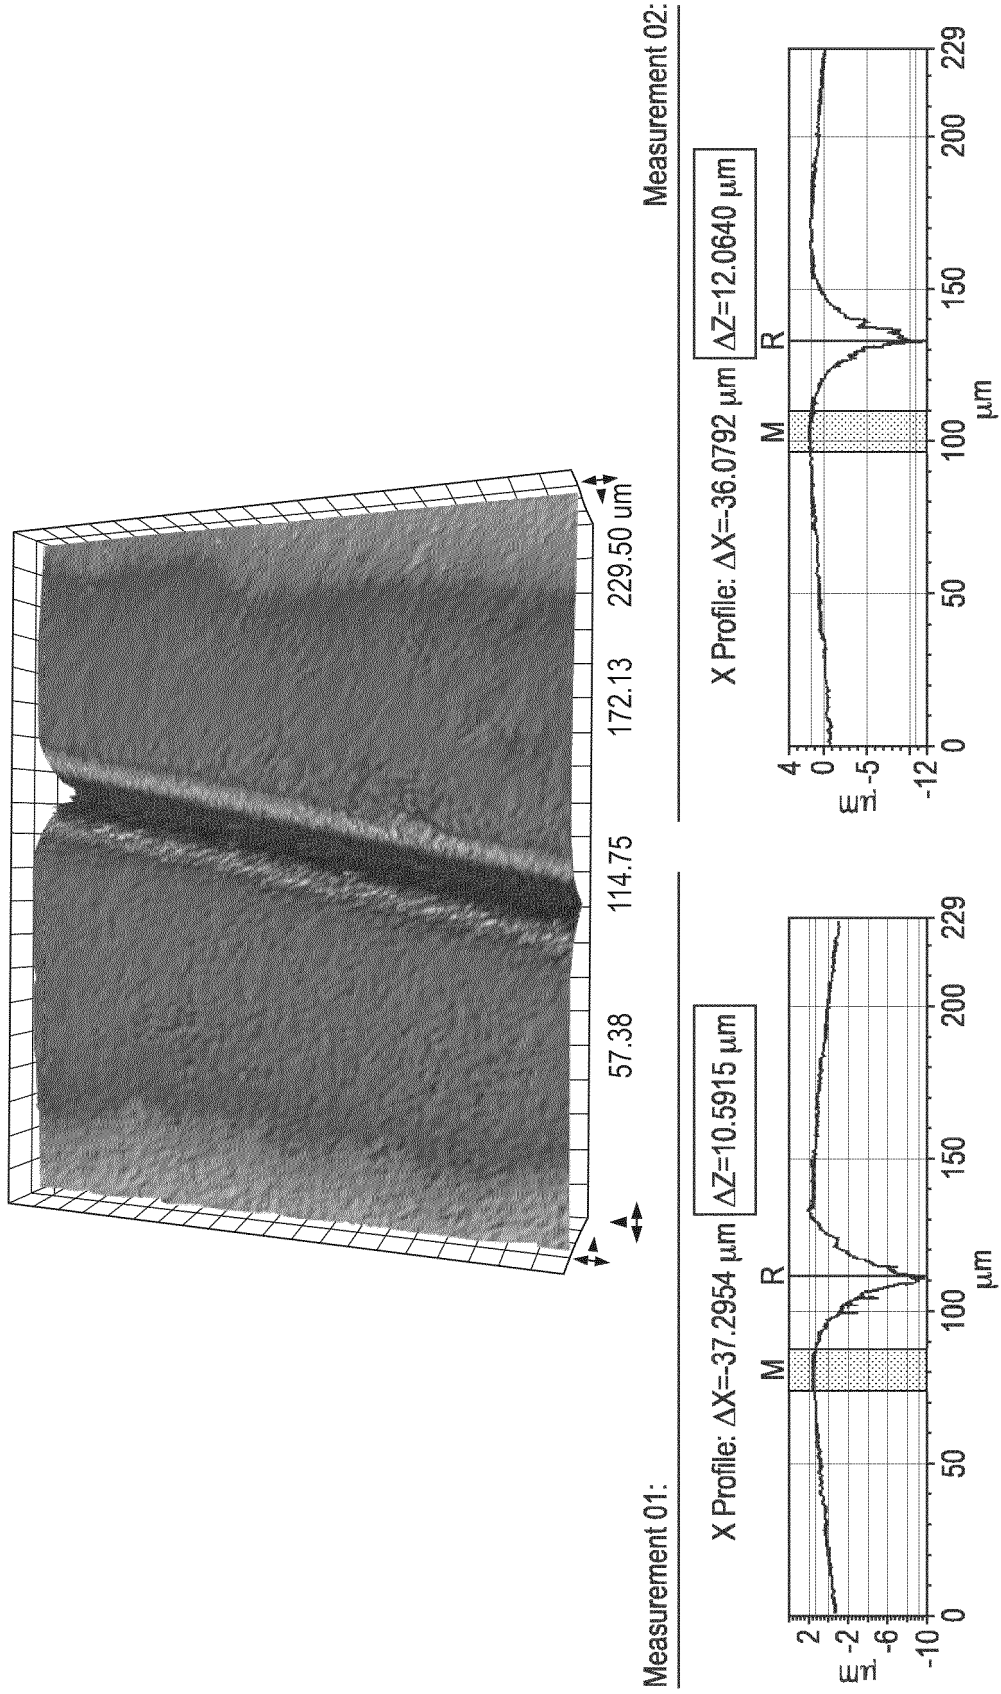 57.38 114.75 172.13 229.50 um
Measurement 01:
X Profile: ΔX=-37.2954 μm ΔZ=10.5915 μm
M R
2
-2
-6
-10
μm
0 50 100 150 200 229
μm
Measurement 02:
X Profile: ΔX=-36.0792 μm ΔZ=12.0640 μm
M R
4
0
-5
-12
μm
0 50 100 150 200 229
μm